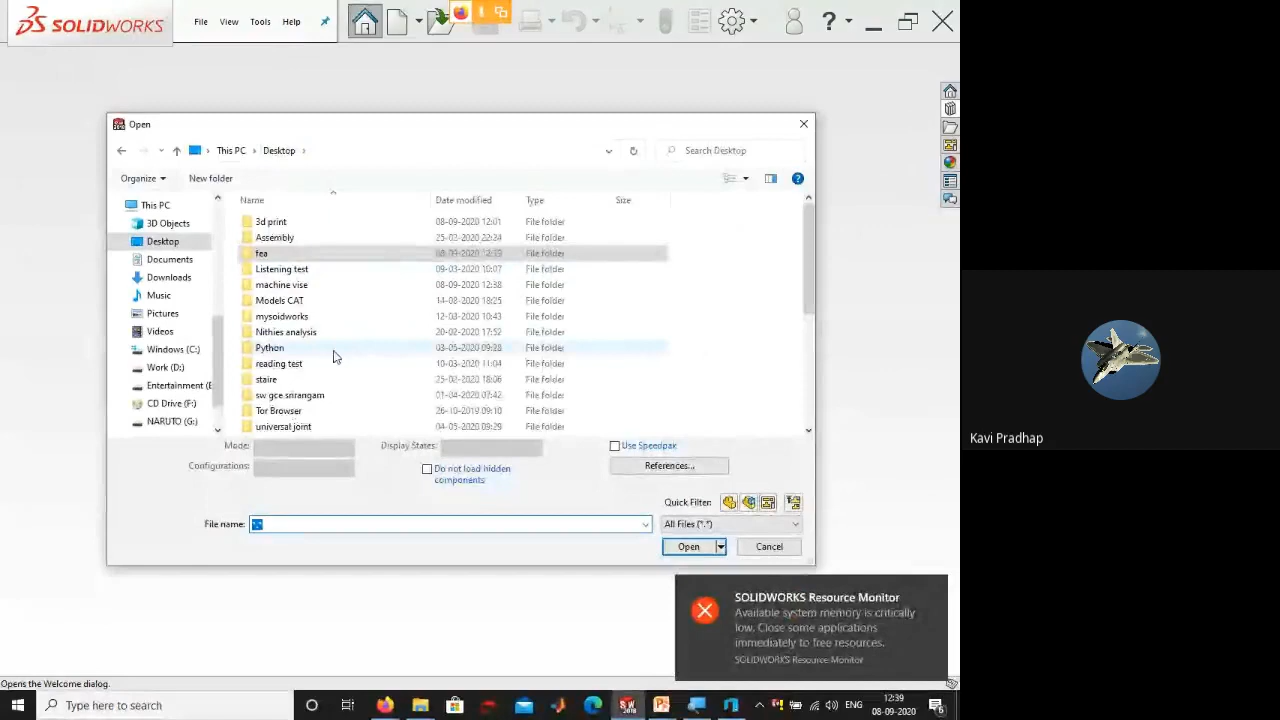 SOLIDWORKS File View Tools Help ?
Open
This PC Desktop Search Desktop
Organize New folder ?
Name Date modified Type Size
This PC
3D Objects
Desktop
Documents
Downloads
Music
Pictures
Videos
Windows (C:)
Work (D:)
Entertainment (E
CD Drive (F:)
NARUTO (G:)
3d print 08-09-2020 12:01 File folder
Assembly 25-02-2020 22:24 File folder
fea File folder
Listening test 09-03-2020 10:07 File folder
machine vise 08-09-2020 12:38 File folder
Models CAT 14-08-2020 18:25 File folder
mysoidworks 12-03-2020 10:43 File folder
Nithies analysis 20-02-2020 17:52 File folder
Python 03-05-2020 09:28 File folder
reading test 10-03-2020 11:04 File folder
staire 25-02-2020 18:06 File folder
sw gce srirangam 01-04-2020 07:42 File folder
Tor Browser 26-10-2019 09:10 File folder
universal joint 04-05-2020 09:29 File folder
Mode: Display States: Use Speedpak
Configurations: Do not load hidden components References...
Quick Filter:
File name: All Files (*.*)
Open Cancel
SOLIDWORKS Resource Monitor
Available system memory is critically
low. Close some applications
immediately to free resources.
SOLIDWORKS Resource Monitor
Kavi Pradhap
Opens the Welcome dialog.
Type here to search ENG 12:39
08-09-2020